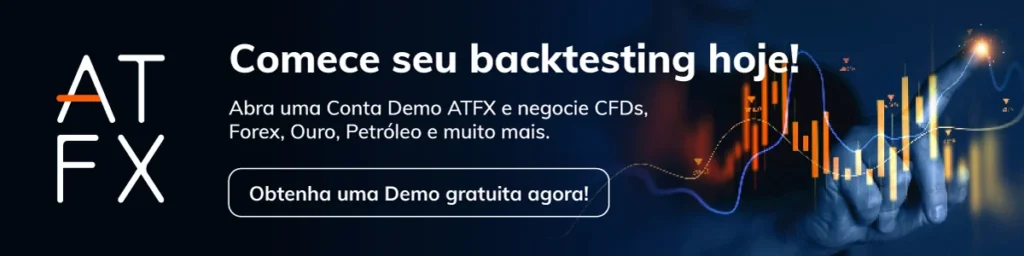 AT
FX
Comece seu backtesting hoje!
Abra uma Conta Demo ATFX e negocie CFDs,
Forex, Ouro, Petróleo e muito mais.
Obtenha uma Demo gratuita agora!